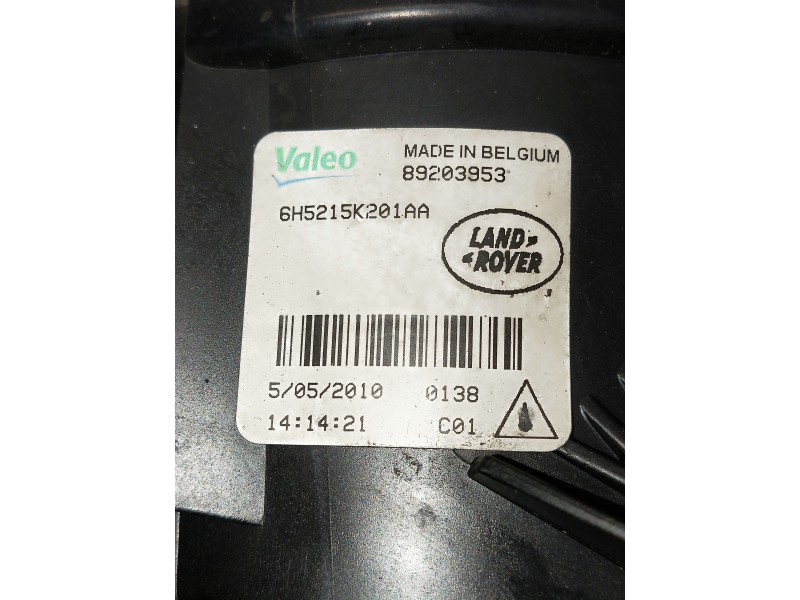 Valeo
MADE IN BELGIUM
89203953
6H5215K201AA
LAND
ROVER
5/05/2010 0138
14:14:21 C01